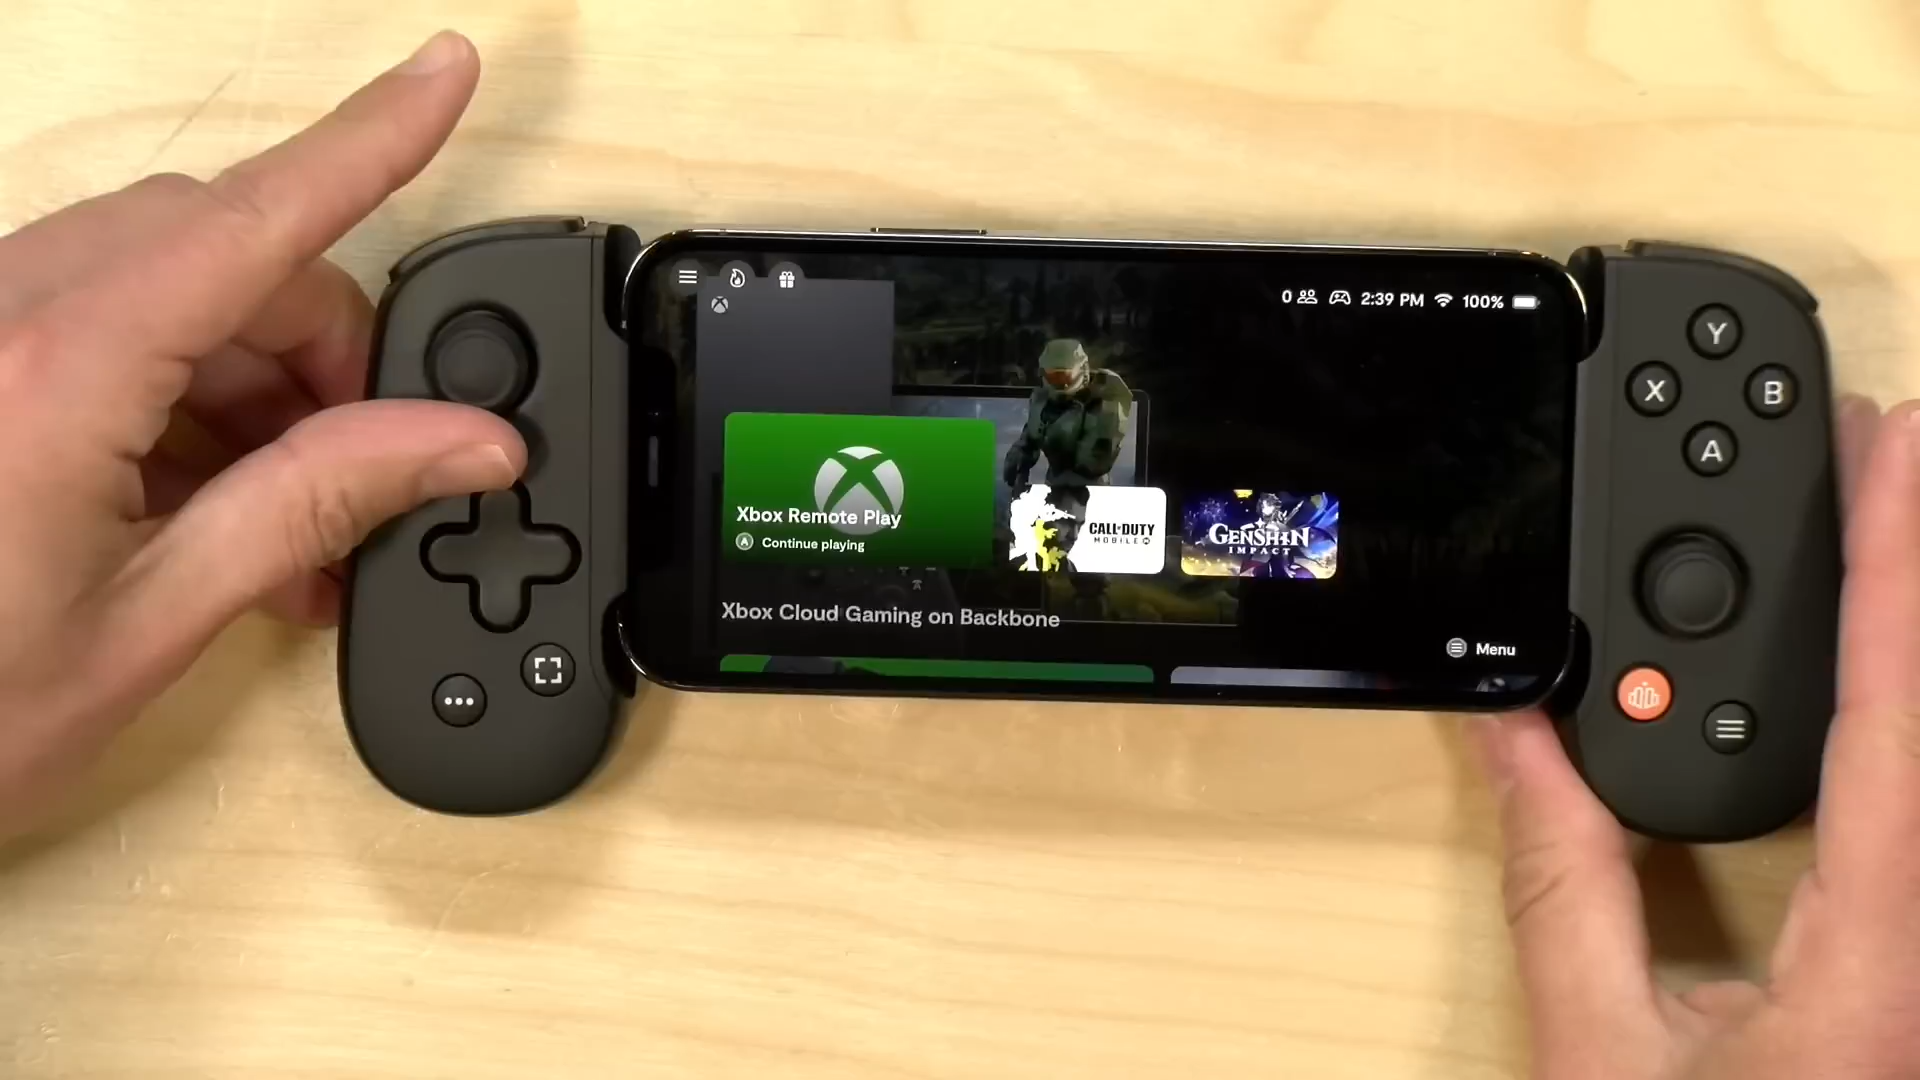 0 2:39 PM 100%
Y
X B
A
Xbox Remote Play
A Continue playing
CALL OF DUTY
MOBILE
GENSHIN
IMPACT
Xbox Cloud Gaming on Backbone
Menu